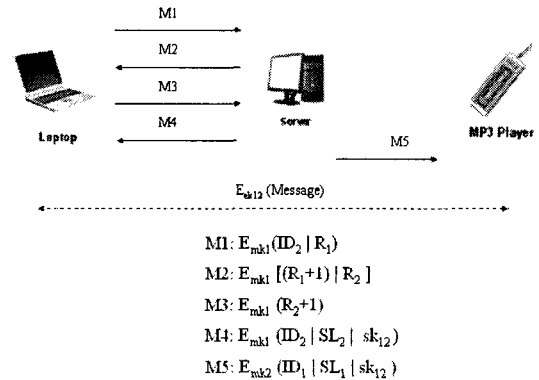 M1
M2
M3
M4
Laptop
Server
M5
MP3 Player
E_sk12 (Message)
M1: E_mk1 (ID_2 | R_1)
M2: E_mk1 [(R_1+1) | R_2 ]
M3: E_mk1 (R_2+1)
M4: E_mk1 (ID_2 | SL_2 | sk_12)
M5: E_mk2 (ID_1 | SL_1 | sk_12)